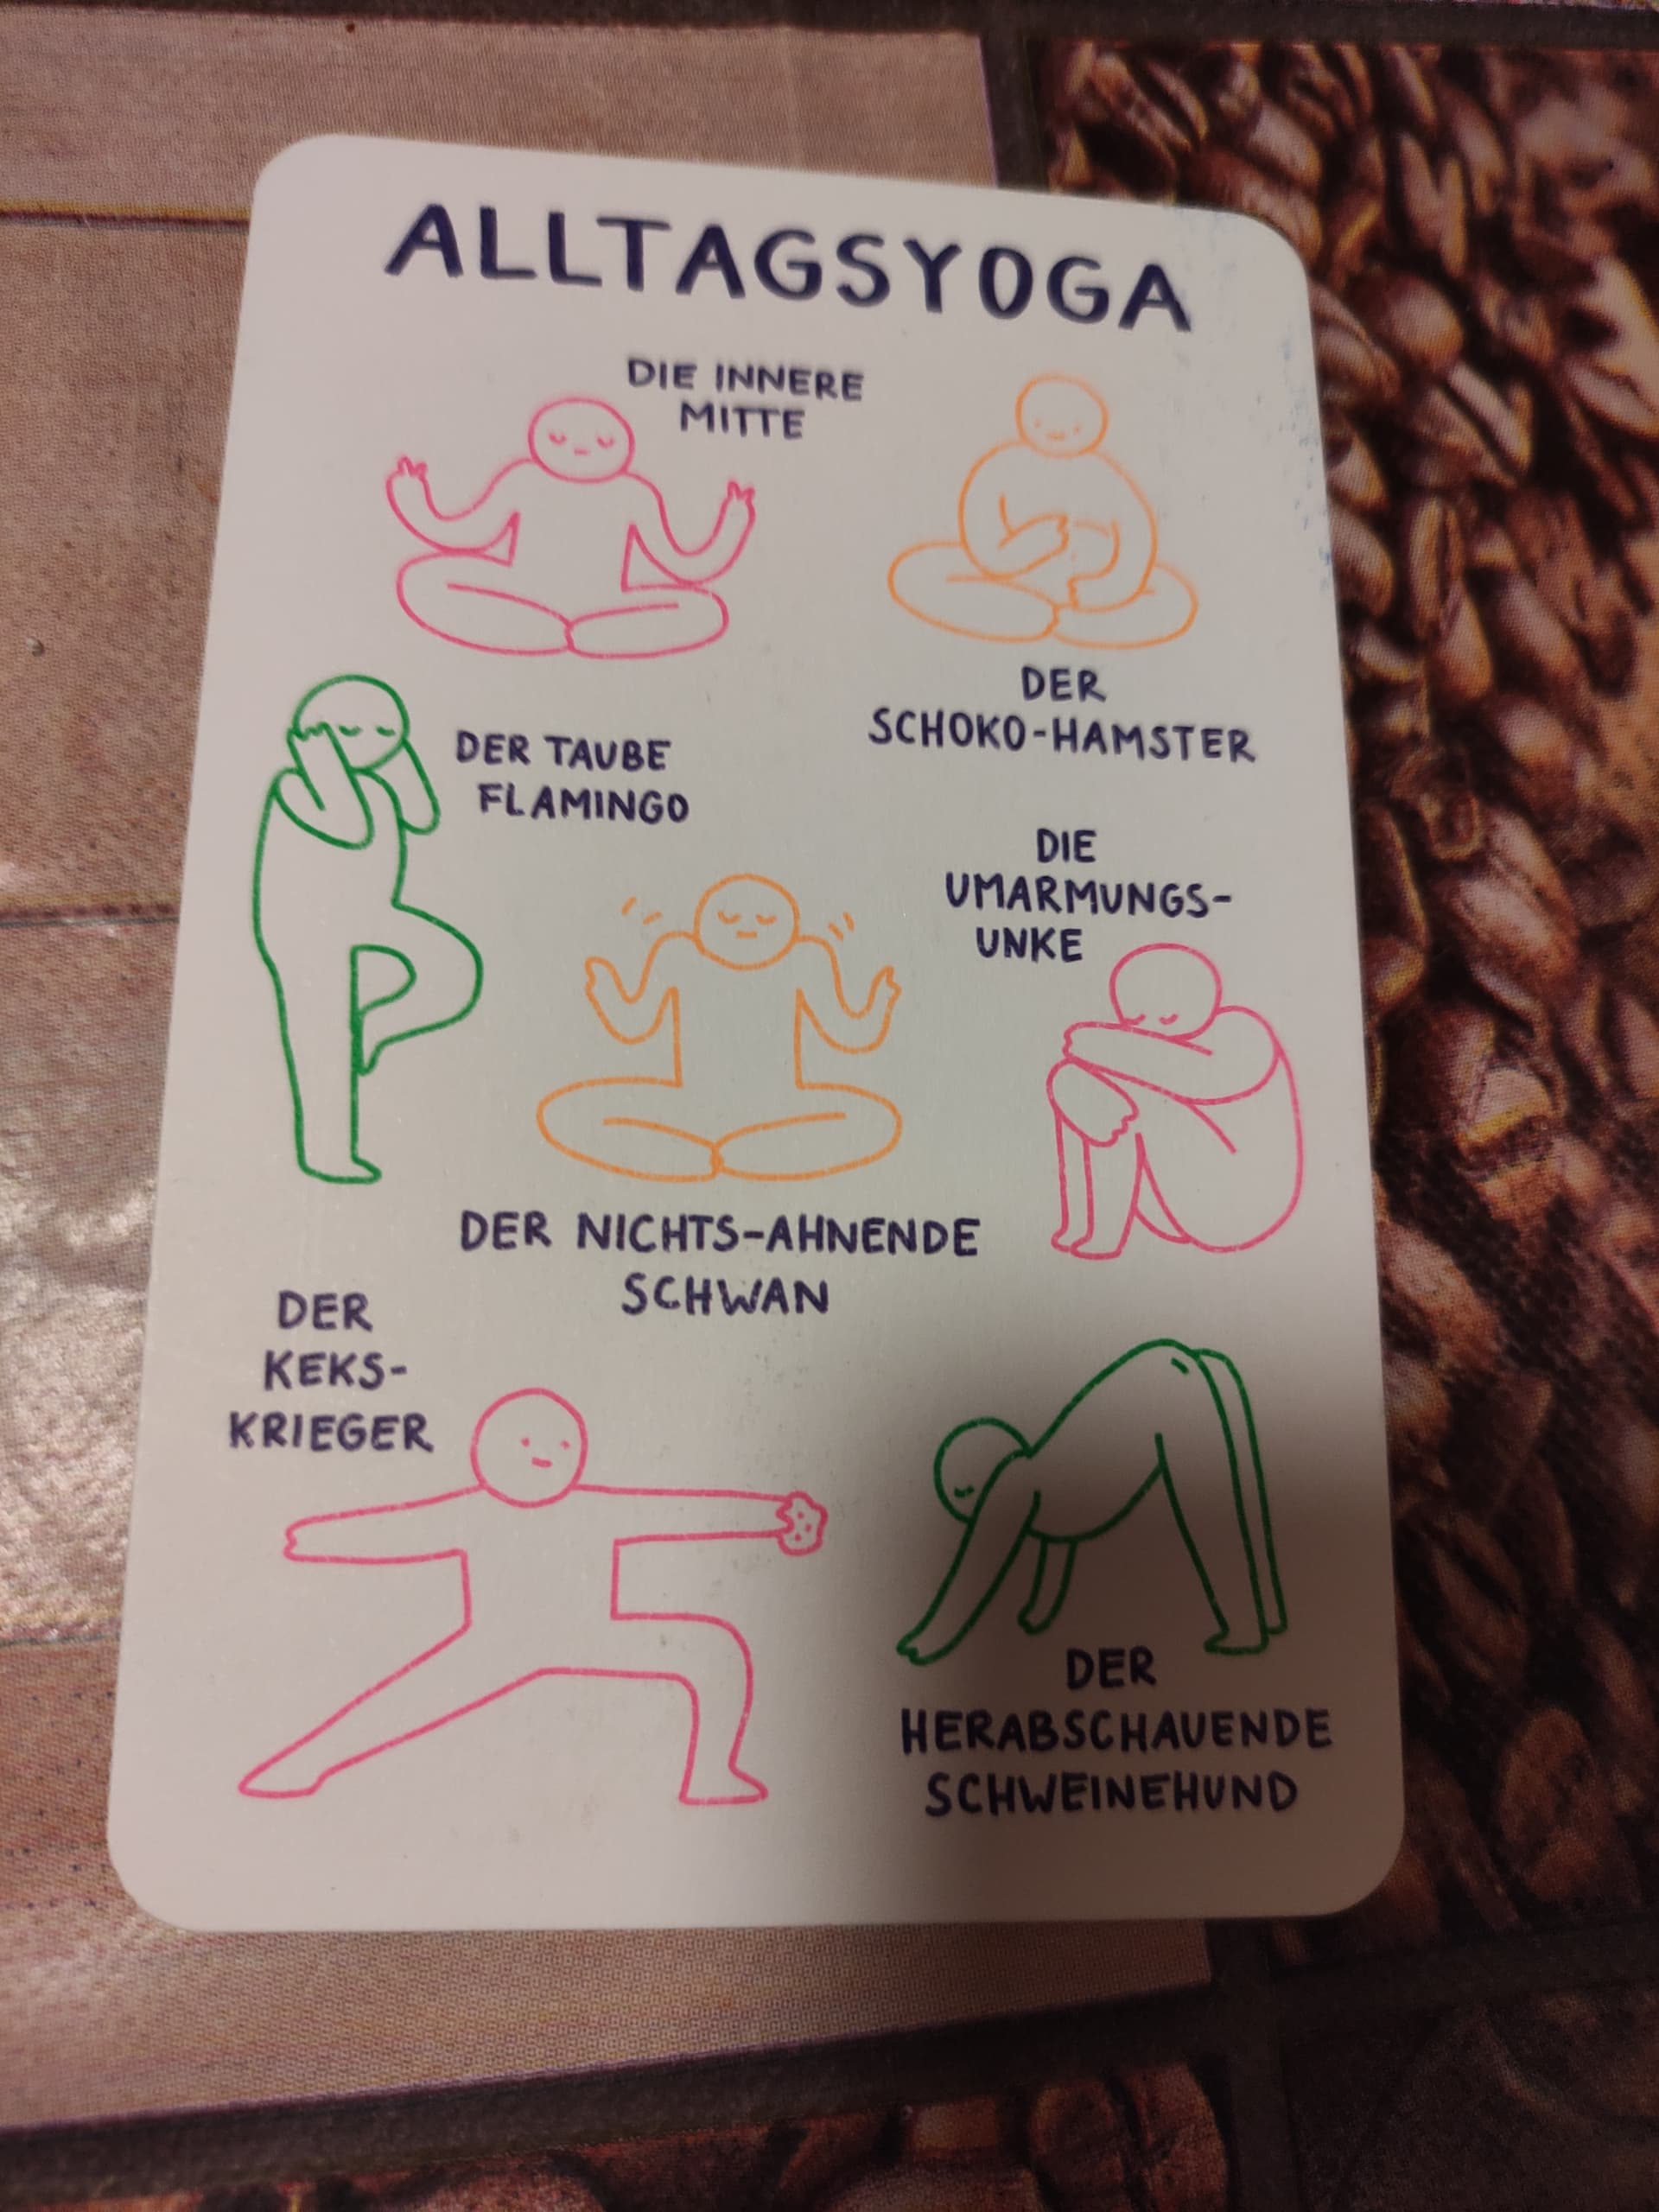 ALLTAGSYOGA
DIE INNERE
MITTE
DER
SCHOKO-HAMSTER
DER TAUBE
FLAMINGO
DIE
UMARMUNGS-
UNKE
DER NICHTS-AHNENDE
SCHWAN
DER
KEKS-
KRIEGER
DER
HERABSCHAUENDE
SCHWEINEHUND